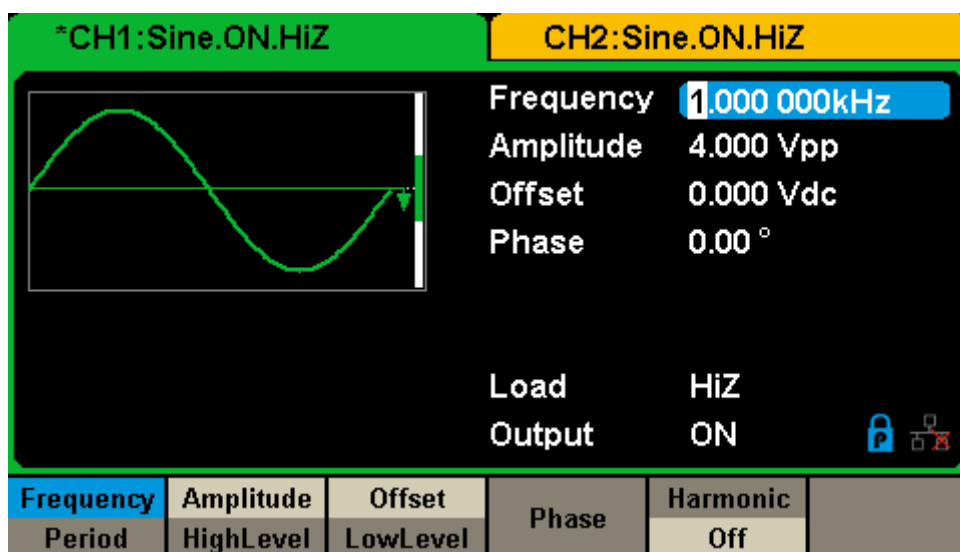 *CH1:Sine.ON.HiZ CH2:Sine.ON.HiZ
Frequency 1.000 000kHz
Amplitude 4.000 Vpp
Offset 0.000 Vdc
Phase 0.00 °
Load HiZ
Output ON P
Frequency Amplitude Offset Phase Harmonic
Period HighLevel LowLevel Off